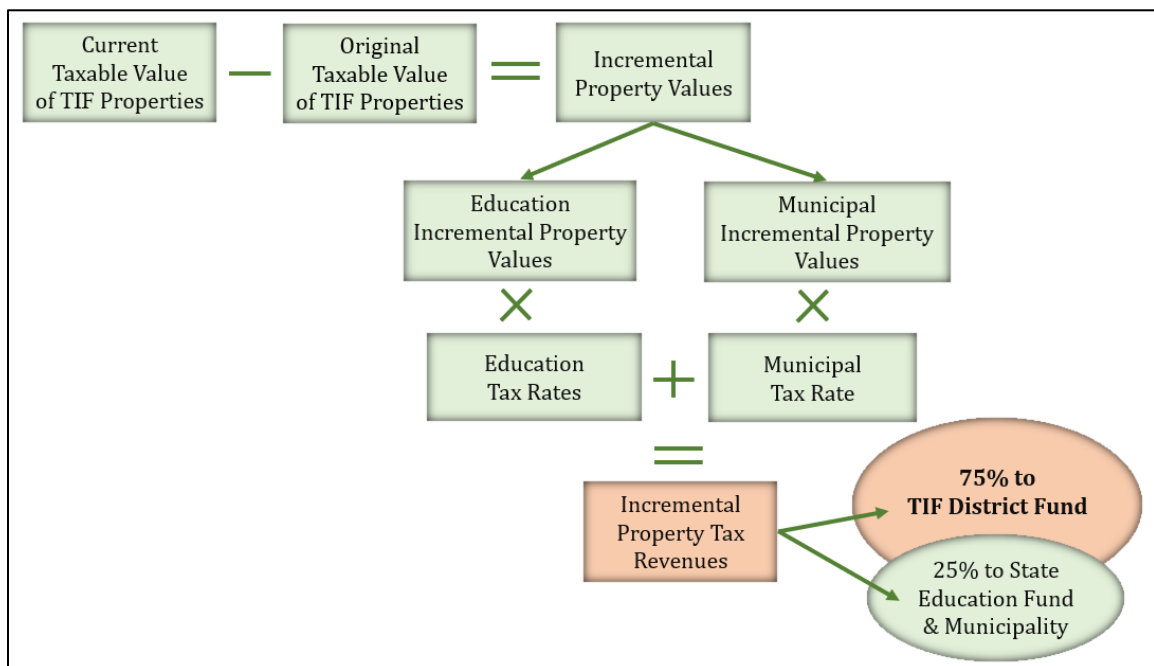 Current
Taxable Value
of TIF Properties
Original
Taxable Value
of TIF Properties
Incremental
Property Values
Education
Incremental Property
Values
Municipal
Incremental Property
Values
Education
Tax Rates
Municipal
Tax Rate
Incremental
Property Tax
Revenues
75% to
TIF District Fund
25% to State
Education Fund
& Municipality